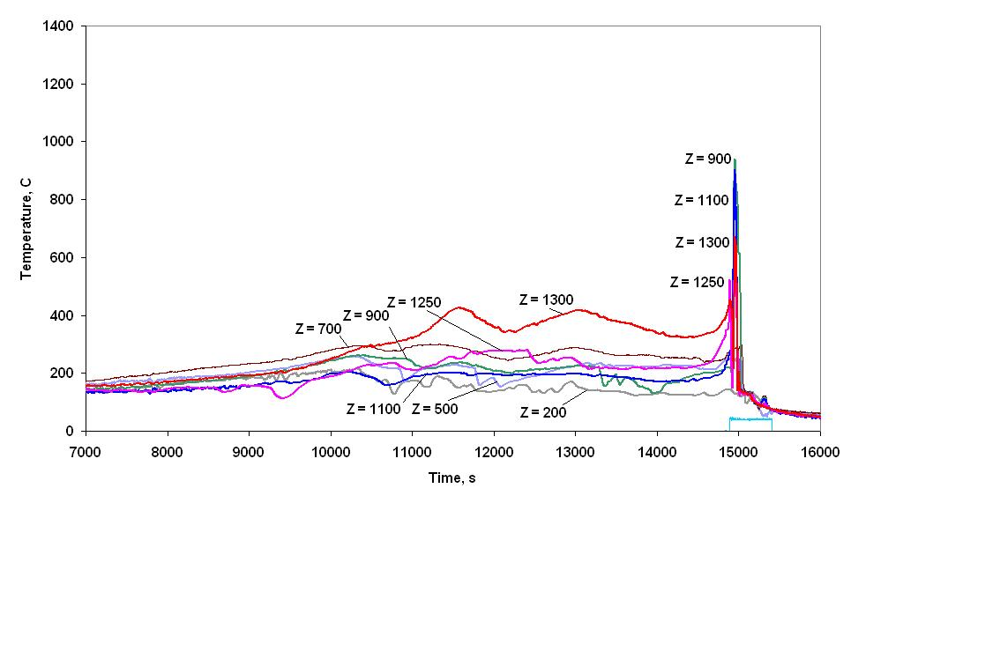 1400
1200
1000
800
600
400
200
0
Temperature, C
Z = 900
Z = 1100
Z = 1300
Z = 1250
Z = 1250
Z = 1300
Z = 900
Z = 700
Z = 1100
Z = 500
Z = 200
7000 8000 9000 10000 11000 12000 13000 14000 15000 16000
Time, s